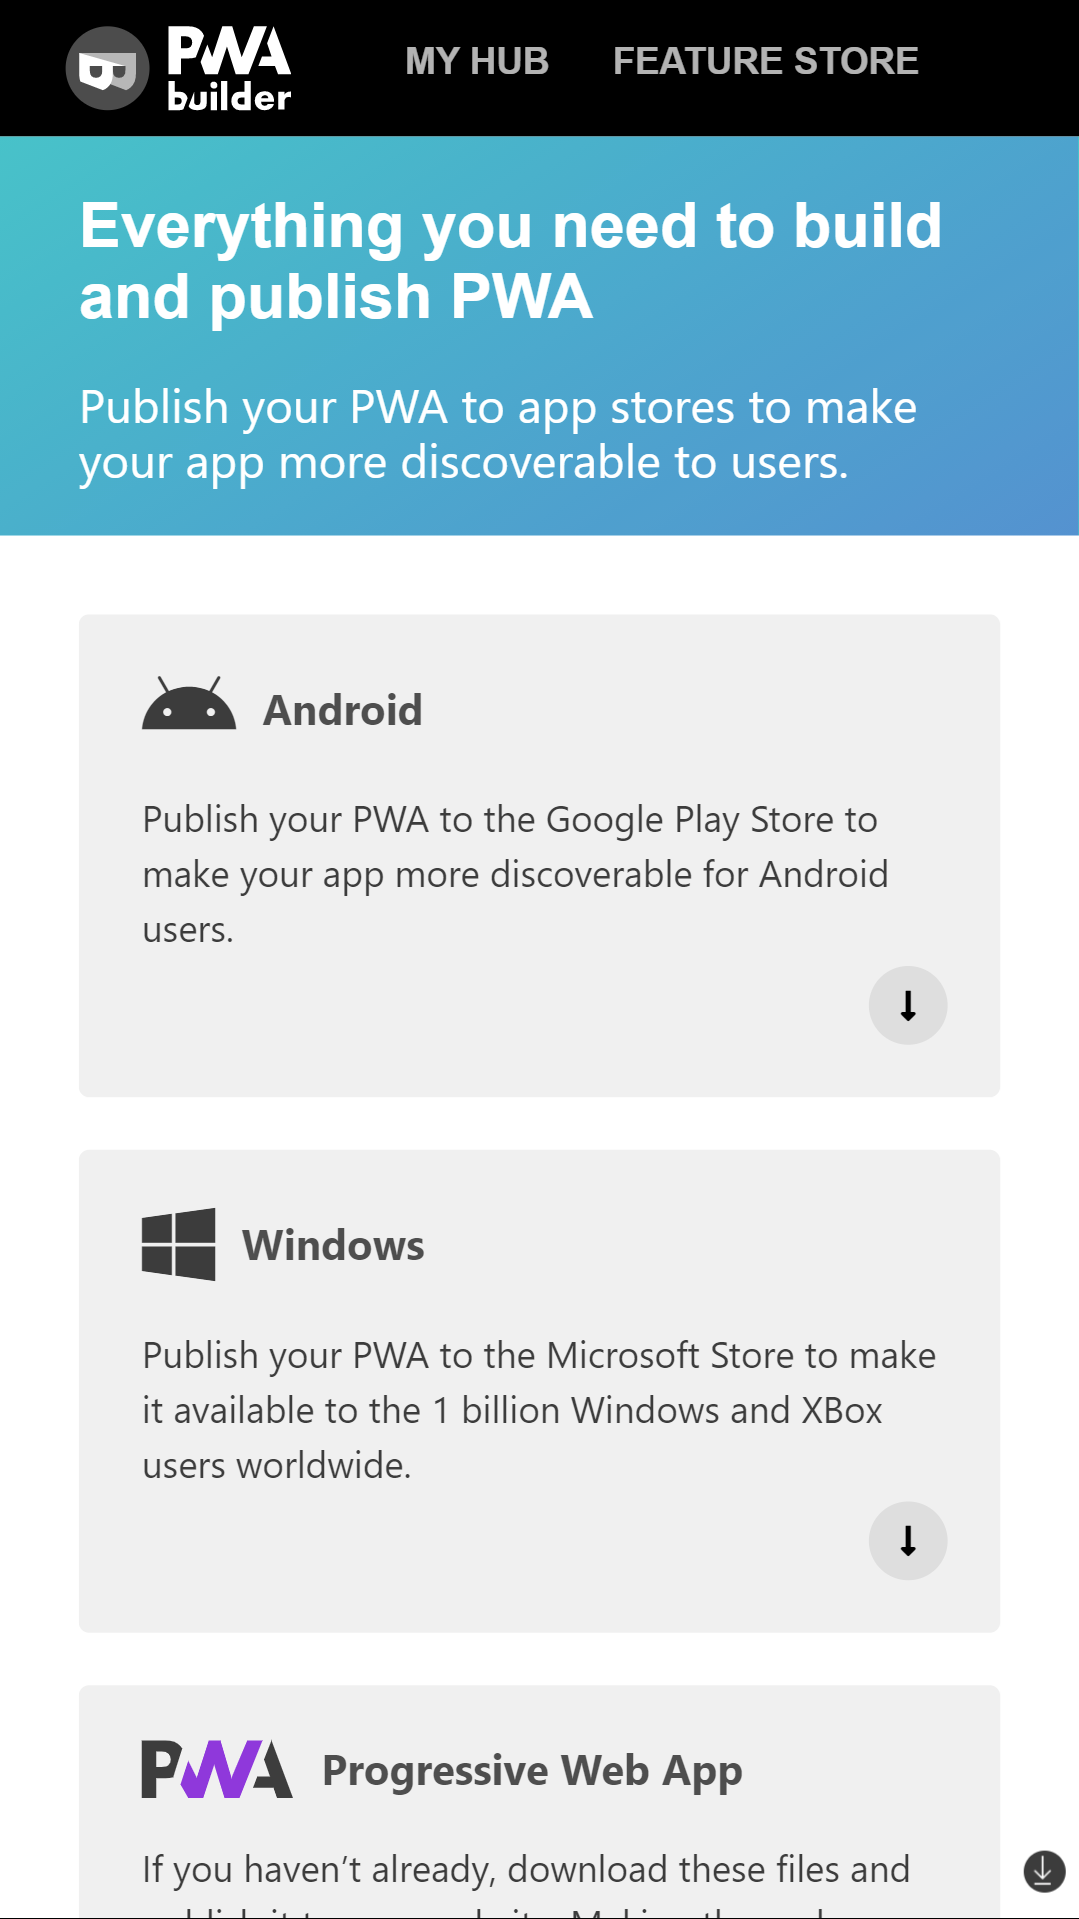 PWA
builder
MY HUB FEATURE STORE
Everything you need to build
and publish PWA
Publish your PWA to app stores to make
your app more discoverable to users.
Android
Publish your PWA to the Google Play Store to
make your app more discoverable for Android
users.
Windows
Publish your PWA to the Microsoft Store to make
it available to the 1 billion Windows and XBox
users worldwide.
PWA Progressive Web App
If you haven’t already, download these files and